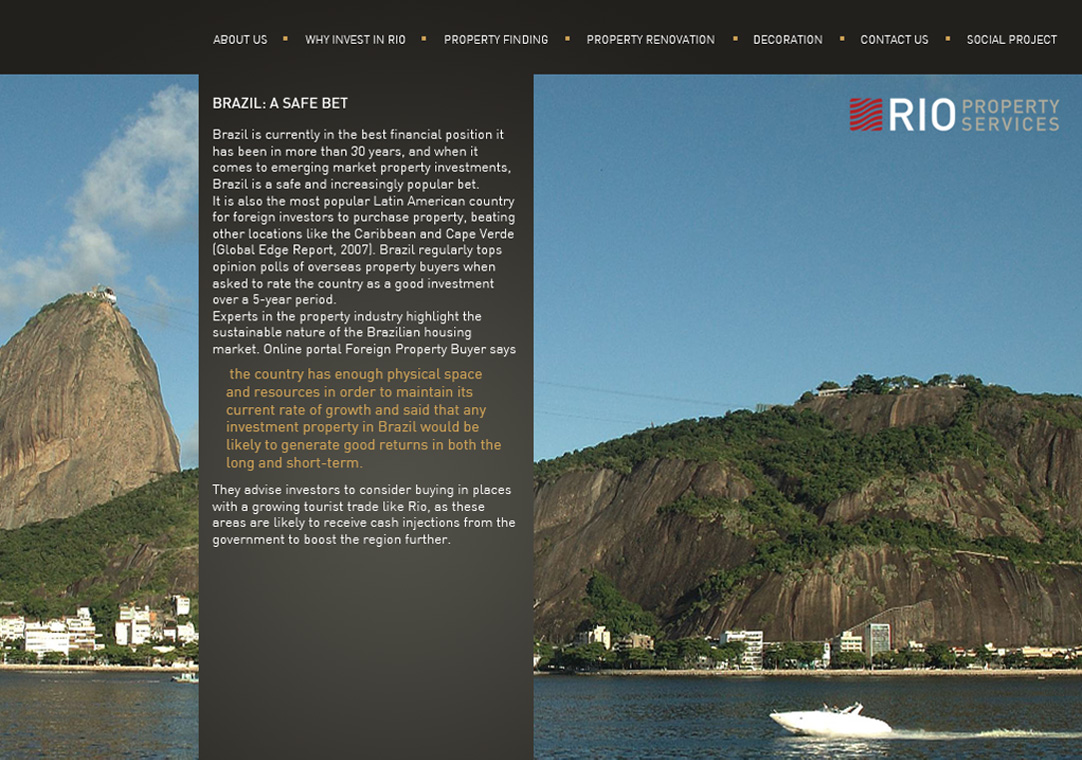 ABOUT US ▪ WHY INVEST IN RIO ▪ PROPERTY FINDING ▪ PROPERTY RENOVATION ▪ DECORATION ▪ CONTACT US ▪ SOCIAL PROJECT
RIO PROPERTY SERVICES
BRAZIL: A SAFE BET
Brazil is currently in the best financial position it
has been in more than 30 years, and when it
comes to emerging market property investments,
Brazil is a safe and increasingly popular bet.
It is also the most popular Latin American country
for foreign investors to purchase property, beating
other locations like the Caribbean and Cape Verde
(Global Edge Report, 2007). Brazil regularly tops
opinion polls of overseas property buyers when
asked to rate the country as a good investment
over a 5-year period.
Experts in the property industry highlight the
sustainable nature of the Brazilian housing
market. Online portal Foreign Property Buyer says
the country has enough physical space
and resources in order to maintain its
current rate of growth and said that any
investment property in Brazil would be
likely to generate good returns in both the
long and short-term.
They advise investors to consider buying in places
with a growing tourist trade like Rio, as these
areas are likely to receive cash injections from the
government to boost the region further.